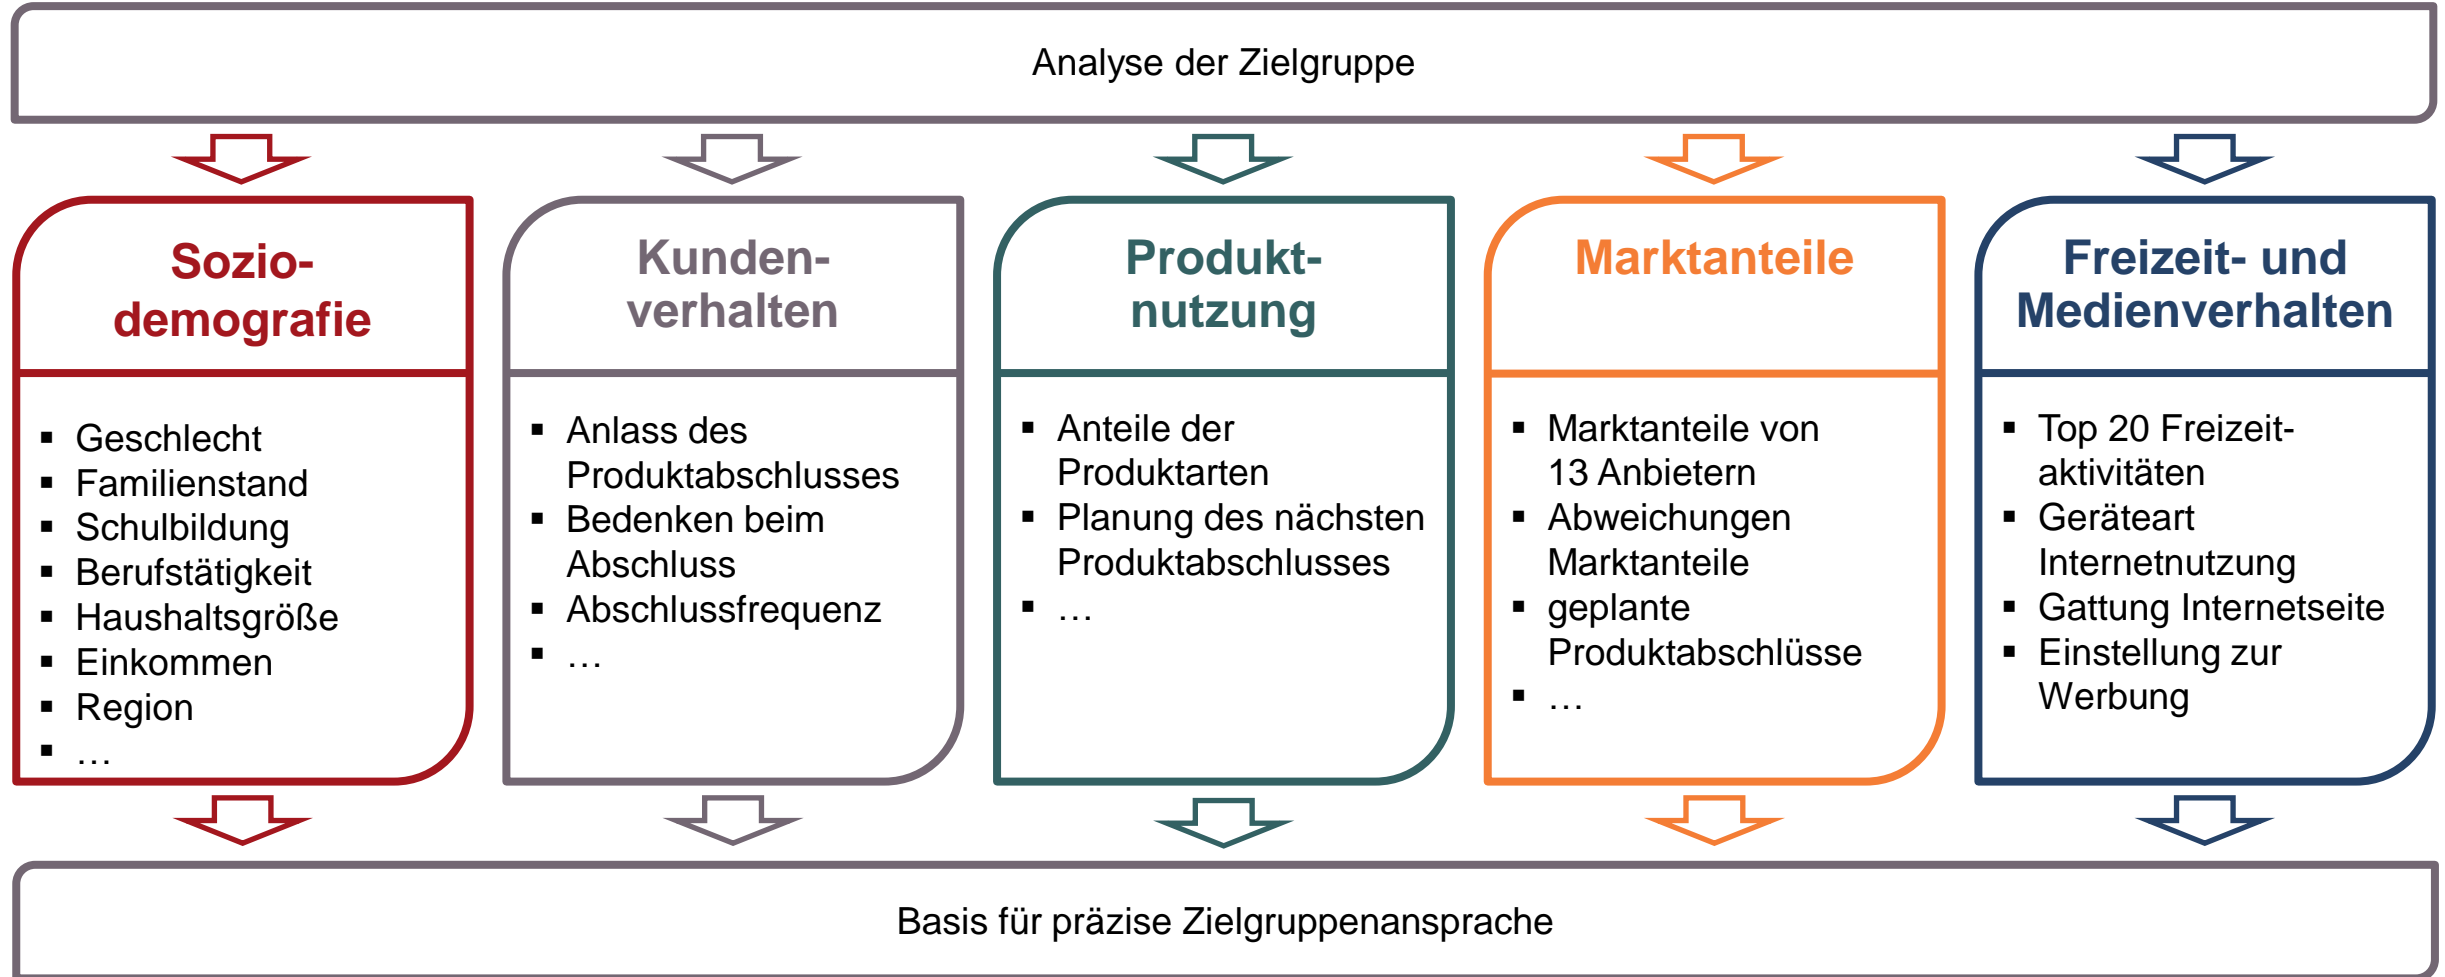 Analyse der Zielgruppe
Sozio-
demografie
▪ Geschlecht
▪ Familienstand
▪ Schulbildung
▪ Berufstätigkeit
▪ Haushaltsgröße
▪ Einkommen
▪ Region
▪ …
Kunden-
verhalten
▪ Anlass des
Produktabschlusses
▪ Bedenken beim
Abschluss
▪ Abschlussfrequenz
▪ …
Produkt-
nutzung
▪ Anteile der
Produktarten
▪ Planung des nächsten
Produktabschlusses
▪ …
Marktanteile
▪ Marktanteile von
13 Anbietern
▪ Abweichungen
Marktanteile
▪ geplante
Produktabschlüsse
▪ …
Freizeit- und
Medienverhalten
▪ Top 20 Freizeit-
aktivitäten
▪ Geräteart
Internetnutzung
▪ Gattung Internetseite
▪ Einstellung zur
Werbung
Basis für präzise Zielgruppenansprache